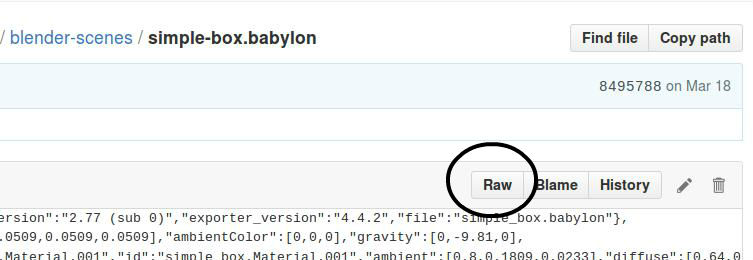 / blender-scenes / simple-box.babylon Find file Copy path
8495788 on Mar 18
Raw Blame History
ersion":"2.77 (sub 0)","exporter_version":"4.4.2","file":"simple_box.babylon"},
.0509,0.0509,0.0509],"ambientColor":[0,0,0],"gravity":[0,-9.81,0],
.Material.001","id":"simple_box.Material.001","ambient":[0.8,0.1809,0.0233],"diffuse":[0.64,0